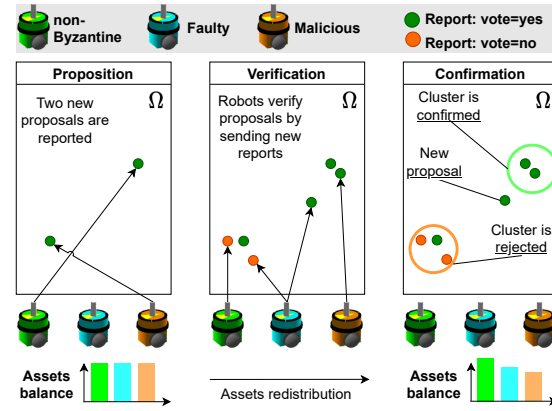 non-
Byzantine
Faulty
Malicious
Report: vote=yes
Report: vote=no
Proposition
Ω
Two new
proposals are
reported
Verification
Ω
Robots verify
proposals by
sending new
reports
Confirmation
Ω
Cluster is
confirmed
New
proposal
Cluster is
rejected
Assets
balance
Assets redistribution
Assets
balance